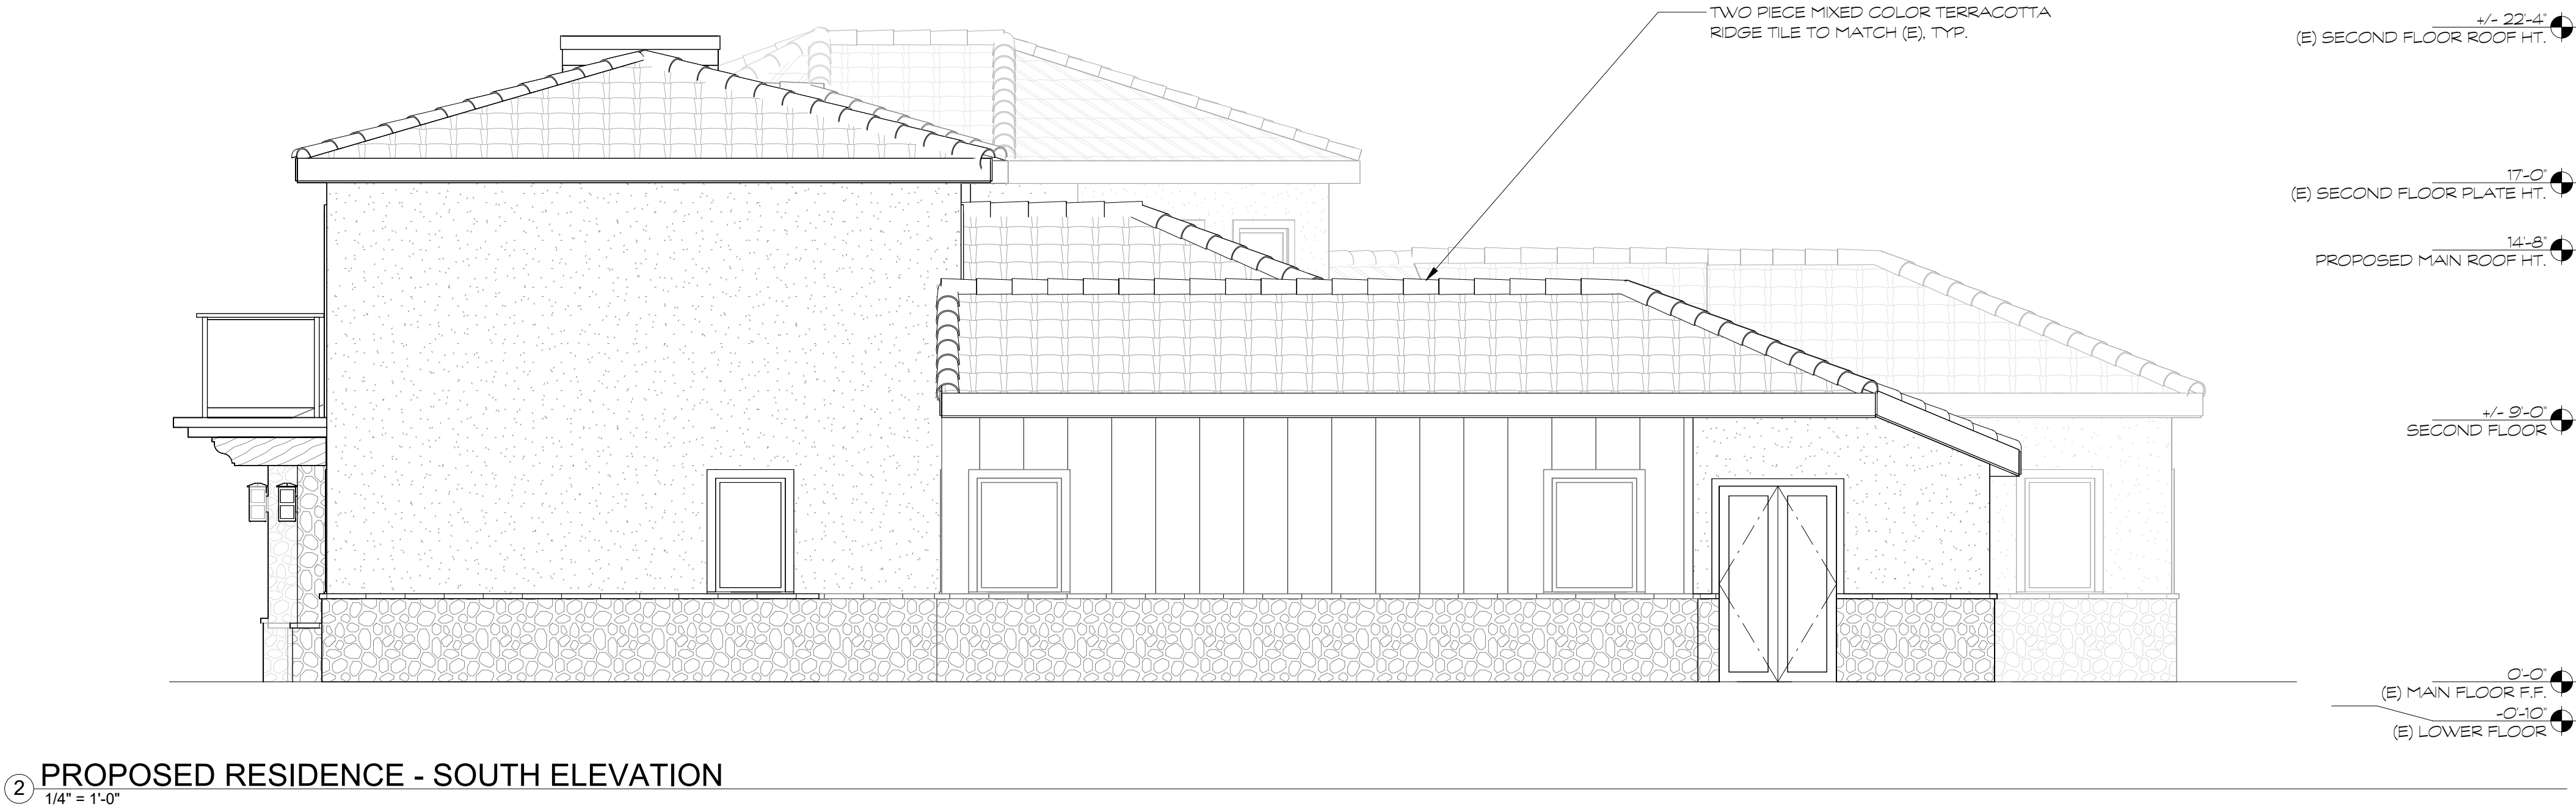 TWO PIECE MIXED COLOR TERRACOTTA
RIDGE TILE TO MATCH (E), TYP.
+/- 22'-4"
(E) SECOND FLOOR ROOF HT.
17'-0"
(E) SECOND FLOOR PLATE HT.
14'-8"
PROPOSED MAIN ROOF HT.
+/- 9'-0"
SECOND FLOOR
0'-0"
(E) MAIN FLOOR F.F.
-0'-10"
(E) LOWER FLOOR
2 PROPOSED RESIDENCE - SOUTH ELEVATION
1/4" = 1'-0"